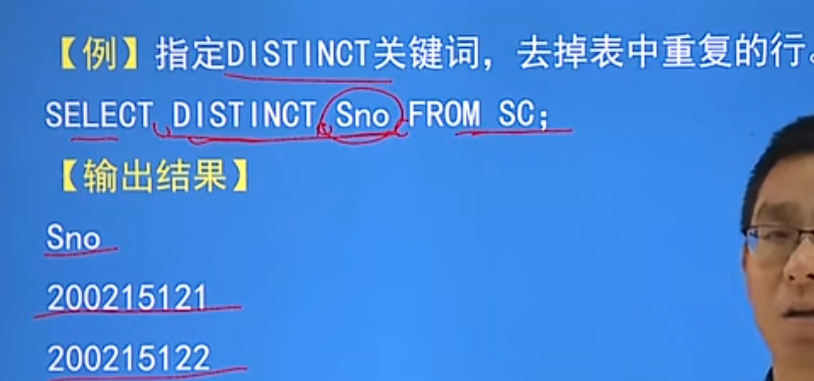 【例】指定DISTINCT关键词，去掉表中重复的行。
SELECT DISTINCT Sno FROM SC;
【输出结果】
Sno
200215121
200215122